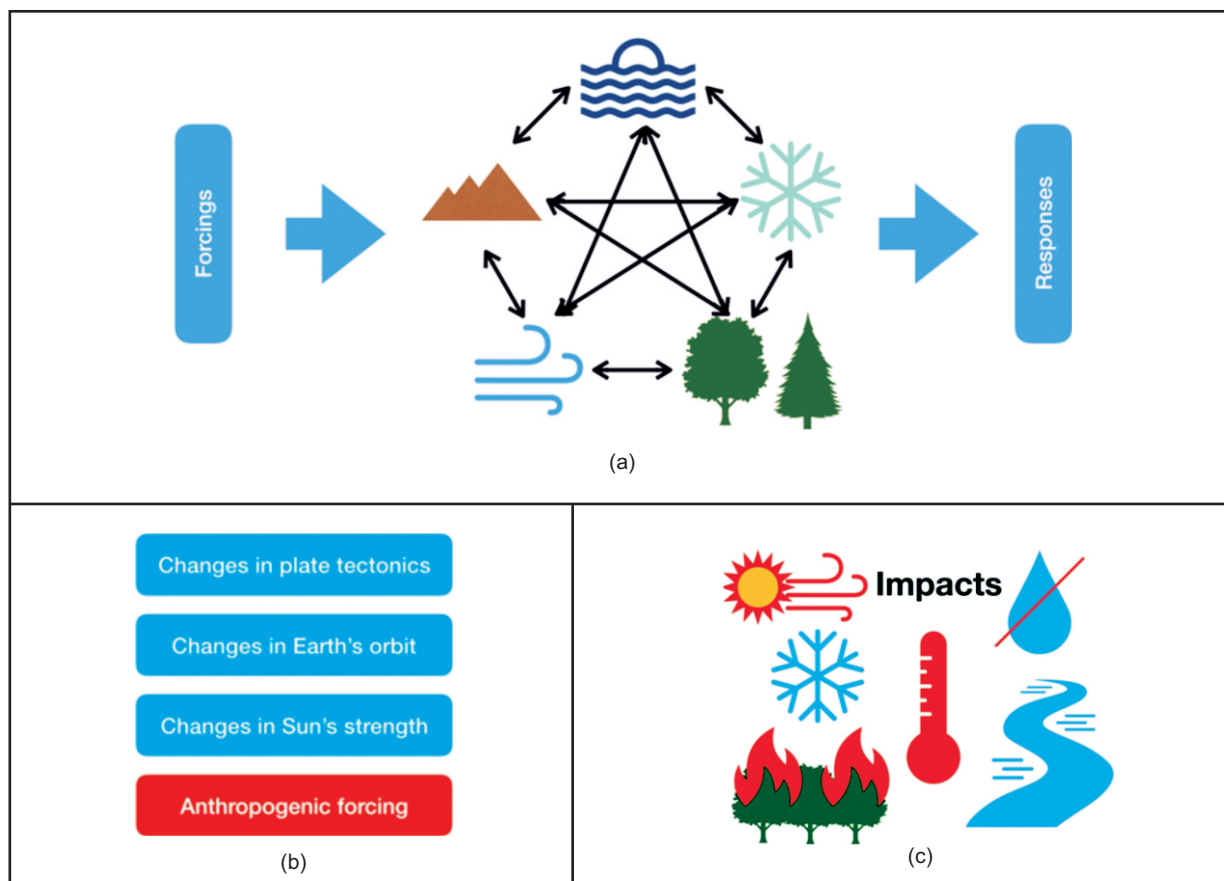 Forcings
Responses
(a)
Changes in plate tectonics
Changes in Earth's orbit
Changes in Sun's strength
Anthropogenic forcing
(b)
Impacts
(c)